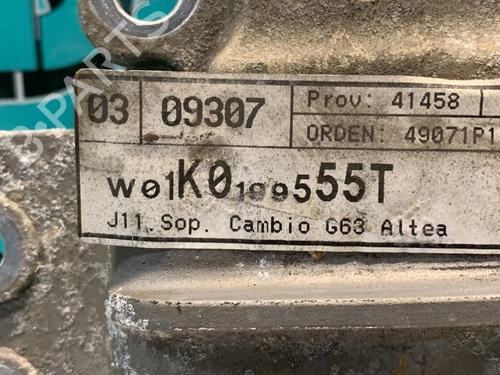 03 09307 Prov: 41458
ORDEN: 49071P1
W01K0199555T
J11 Sop. Cambio G63 Altea